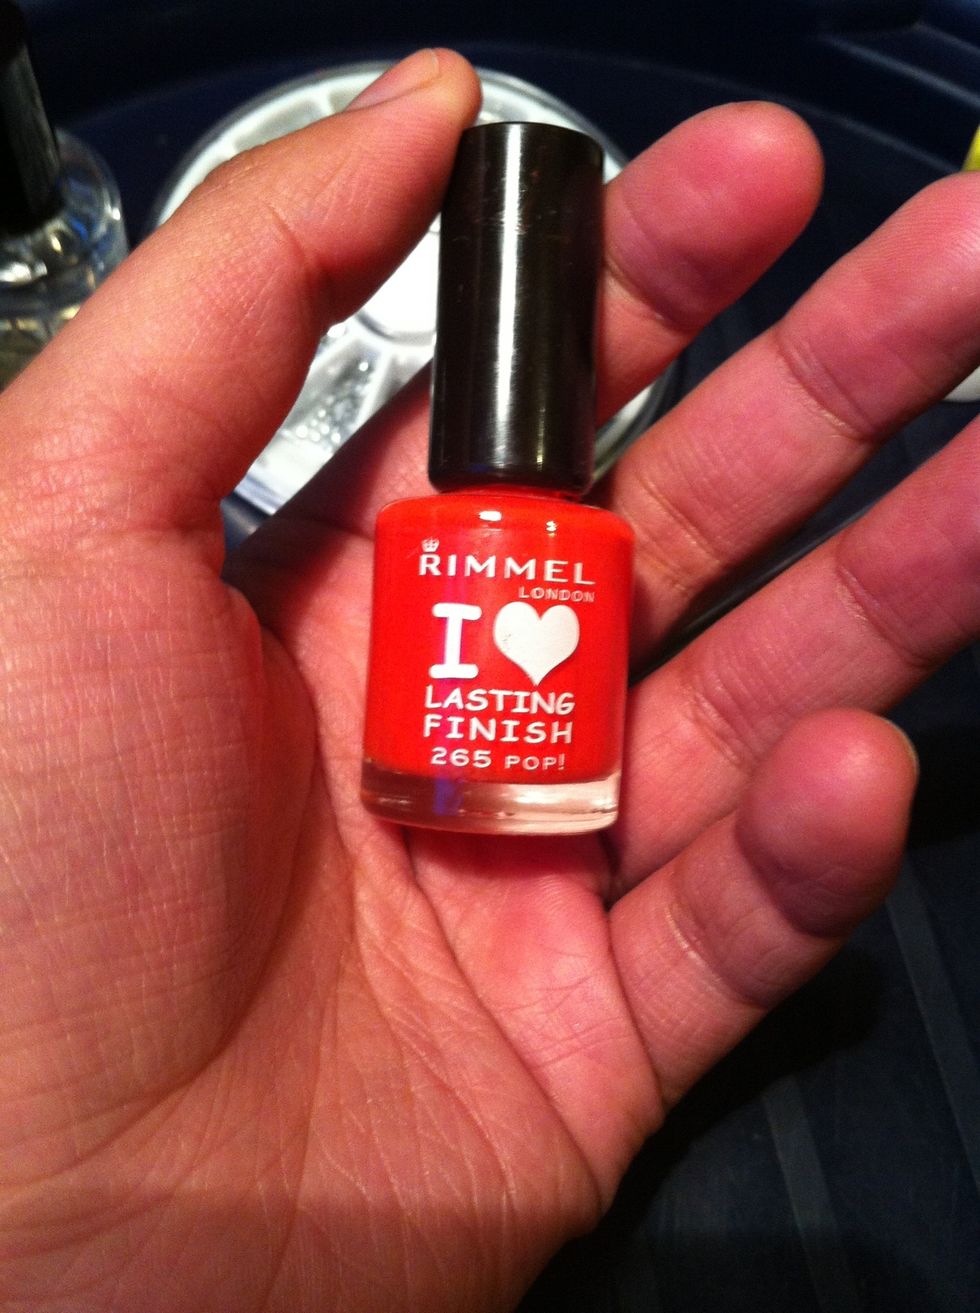 RIMMEL
LONDON
I ♥
LASTING
FINISH
265 POP!